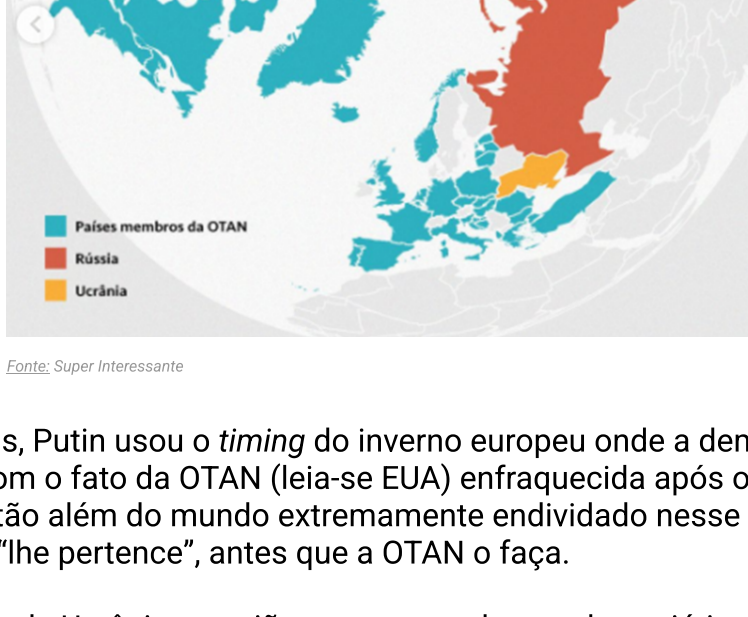 Países membros da OTAN
Rússia
Ucrânia
Fonte: Super Interessante
s, Putin usou o timing do inverno europeu onde a den
om o fato da OTAN (leia-se EUA) enfraquecida após o
tão além do mundo extremamente endividado nesse
“lhe pertence”, antes que a OTAN o faça.